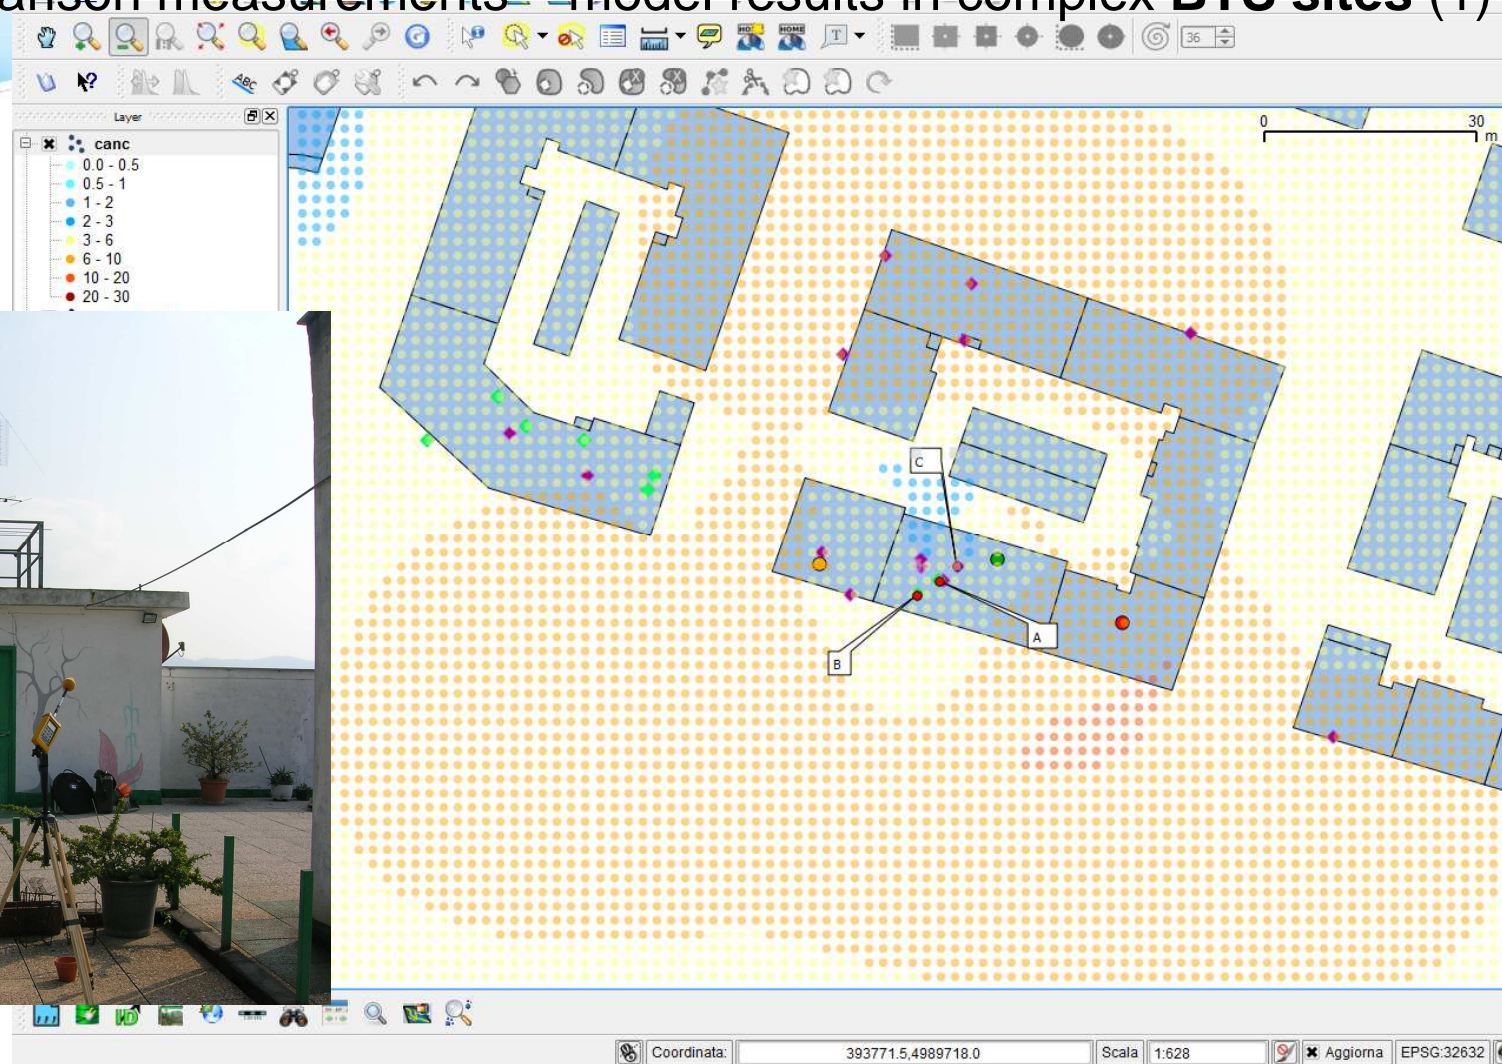 measurements – model results in complex BTS sites (1)
T
36
ABC
Layer
canc
0.0 - 0.5
0.5 - 1
1 - 2
2 - 3
3 - 6
6 - 10
10 - 20
20 - 30
0 30
m
C
A
B
Coordinata: 393771.5,4989718.0 Scala 1:628 Aggiorna EPSG:32632